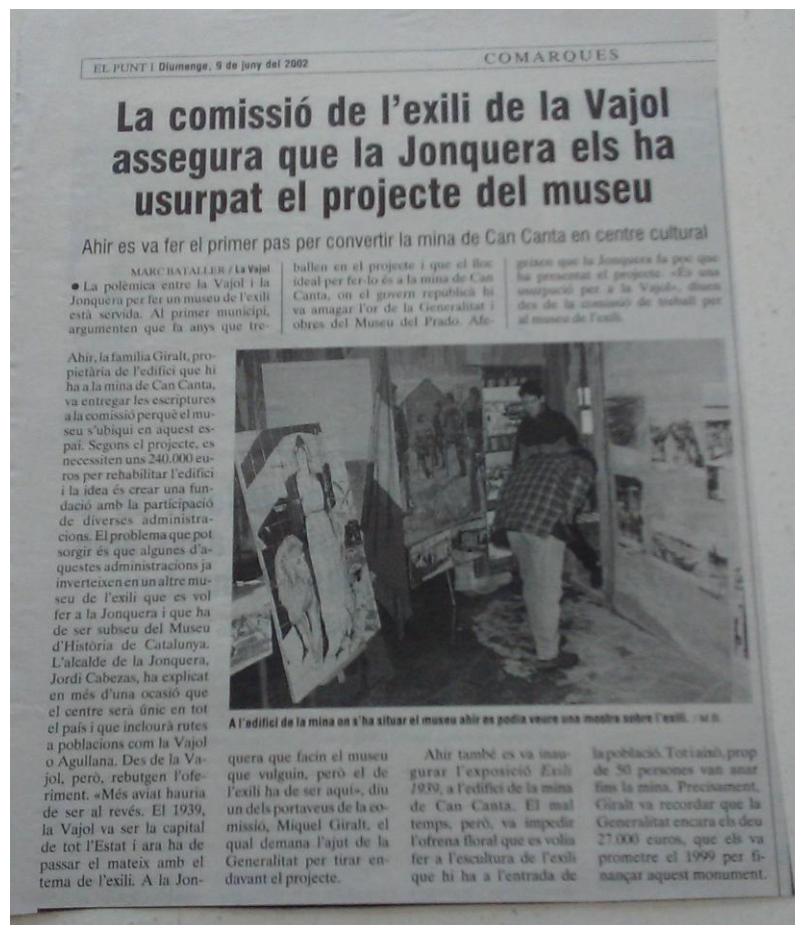 EL PUNT | Diumenge, 9 de juny del 2002
COMARQUES
La comissió de l'exili de la Vajol
assegura que la Jonquera els ha
usurpat el projecte del museu
Ahir es va fer el primer pas per convertir la mina de Can Canta en centre cultural
MARC BATALLER / La Vajol
● La polèmica entre la Vajol i la
Jonquera per fer un museu de l'exili
està servida. Al primer municipi,
argumenten que fa anys que tre-
ballen en el projecte i que el lloc
ideal per fer-lo és a la mina de Can
Canta, on el govern republicà hi
va amagar l'or de la Generalitat i
obres del Museu del Prado. Afe-
geixen que la Jonquera fa poc que
ha presentat el projecte. «És una
usurpació per a la Vajol», diuen
des de la comissió de treball per
al museu de l'exili.
Ahir, la família Giralt, pro-
pietària de l'edifici que hi
ha a la mina de Can Canta,
va entregar les escriptures
a la comissió perquè el mu-
seu s'ubiqui en aquest es-
pai. Segons el projecte, es
necessiten uns 240.000 eu-
ros per rehabilitar l'edifici
i la idea és crear una fun-
dació amb la participació
de diverses administra-
cions. El problema que pot
sorgir és que algunes d'a-
questes administracions ja
inverteixen en un altre mu-
seu de l'exili que es vol
fer a la Jonquera i que ha
de ser subseu del Museu
d'Història de Catalunya.
L'alcalde de la Jonquera,
Jordi Cabezas, ha explicat
en més d'una ocasió que
el centre serà únic en tot
el país i que inclourà rutes
a poblacions com la Vajol
o Agullana. Des de la Va-
jol, però, rebutgen l'ofe-
riment. «Més aviat hauria
de ser al revés. El 1939,
la Vajol va ser la capital
de tot l'Estat i ara ha de
passar el mateix amb el
tema de l'exili. A la Jon-
A l'edifici de la mina on s'ha situar el museu ahir es podia veure una mostra sobre l'exili. / M.B.
quera que facin el museu
que vulguin, però el de
l'exili ha de ser aquí», diu
un dels portaveus de la co-
missió, Miquel Giralt, el
qual demana l'ajut de la
Generalitat per tirar en-
davant el projecte.
Ahir també es va inau-
gurar l'exposició Exili
1939, a l'edifici de la mina
de Can Canta. El mal
temps, però, va impedir
l'ofrena floral que es volia
fer a l'escultura de l'exili
que hi ha a l'entrada de
la població. Tot i això, prop
de 50 persones van anar
fins la mina. Precisament,
Giralt va recordar que la
Generalitat encara els deu
27.000 euros, que els va
prometre el 1999 per fi-
nançar aquest monument.